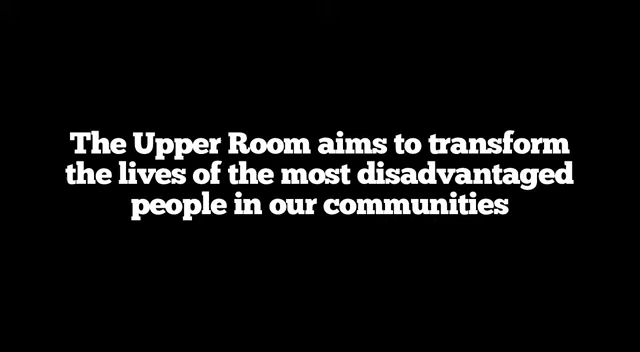 The Upper Room aims to transform
the lives of the most disadvantaged
people in our communities